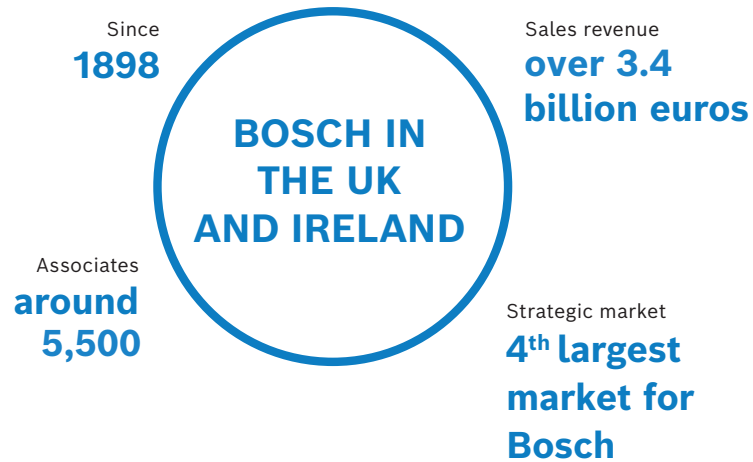 Since
1898
Sales revenue
over 3.4
billion euros
BOSCH IN
THE UK
AND IRELAND
Associates
around
5,500
Strategic market
4th largest
market for
Bosch